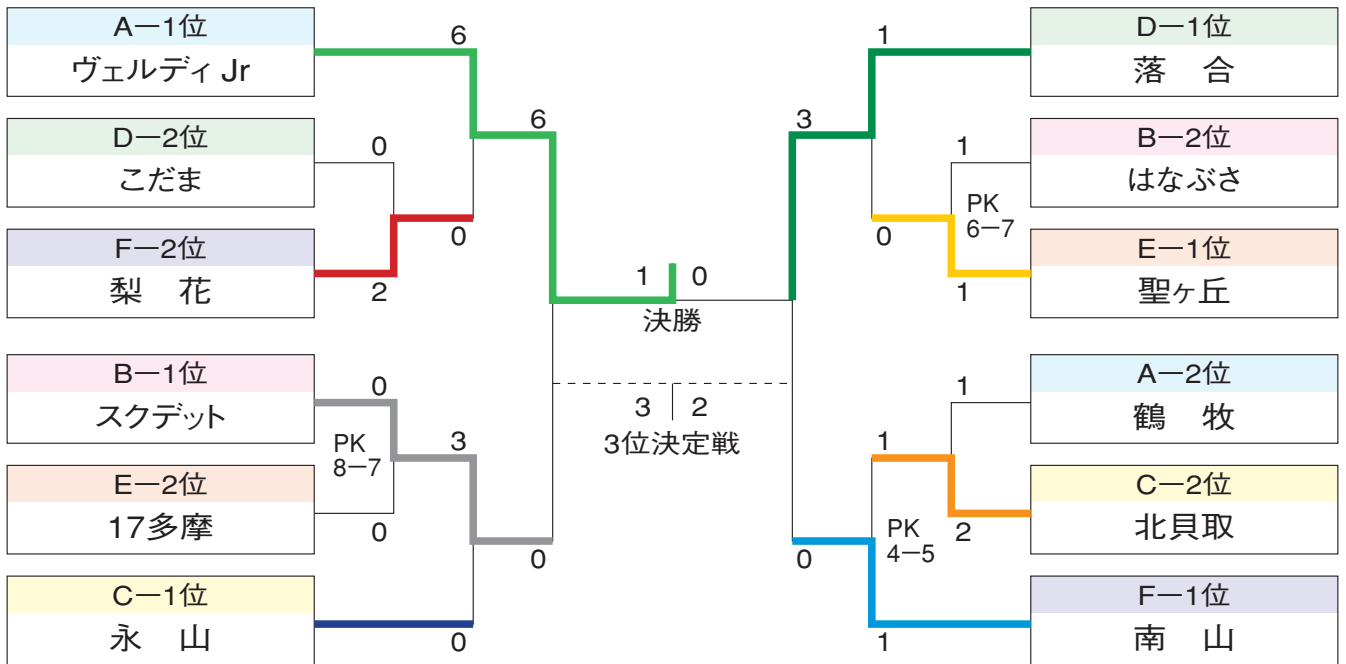 A－1位
ヴェルディ Jr
D－2位
こだま
F－2位
梨　花
B－1位
スクデット
E－2位
17多摩
C－1位
永　山
6
0
2
0
PK
8－7
0
6
0
3
0
0
1 0
決勝
3 2
3位決定戦
3
0
1
0
1
PK
4－5
1
1
PK
6－7
1
1
2
D－1位
落　合
B－2位
はなぶさ
E－1位
聖ヶ丘
A－2位
鶴　牧
C－2位
北貝取
F－1位
南　山